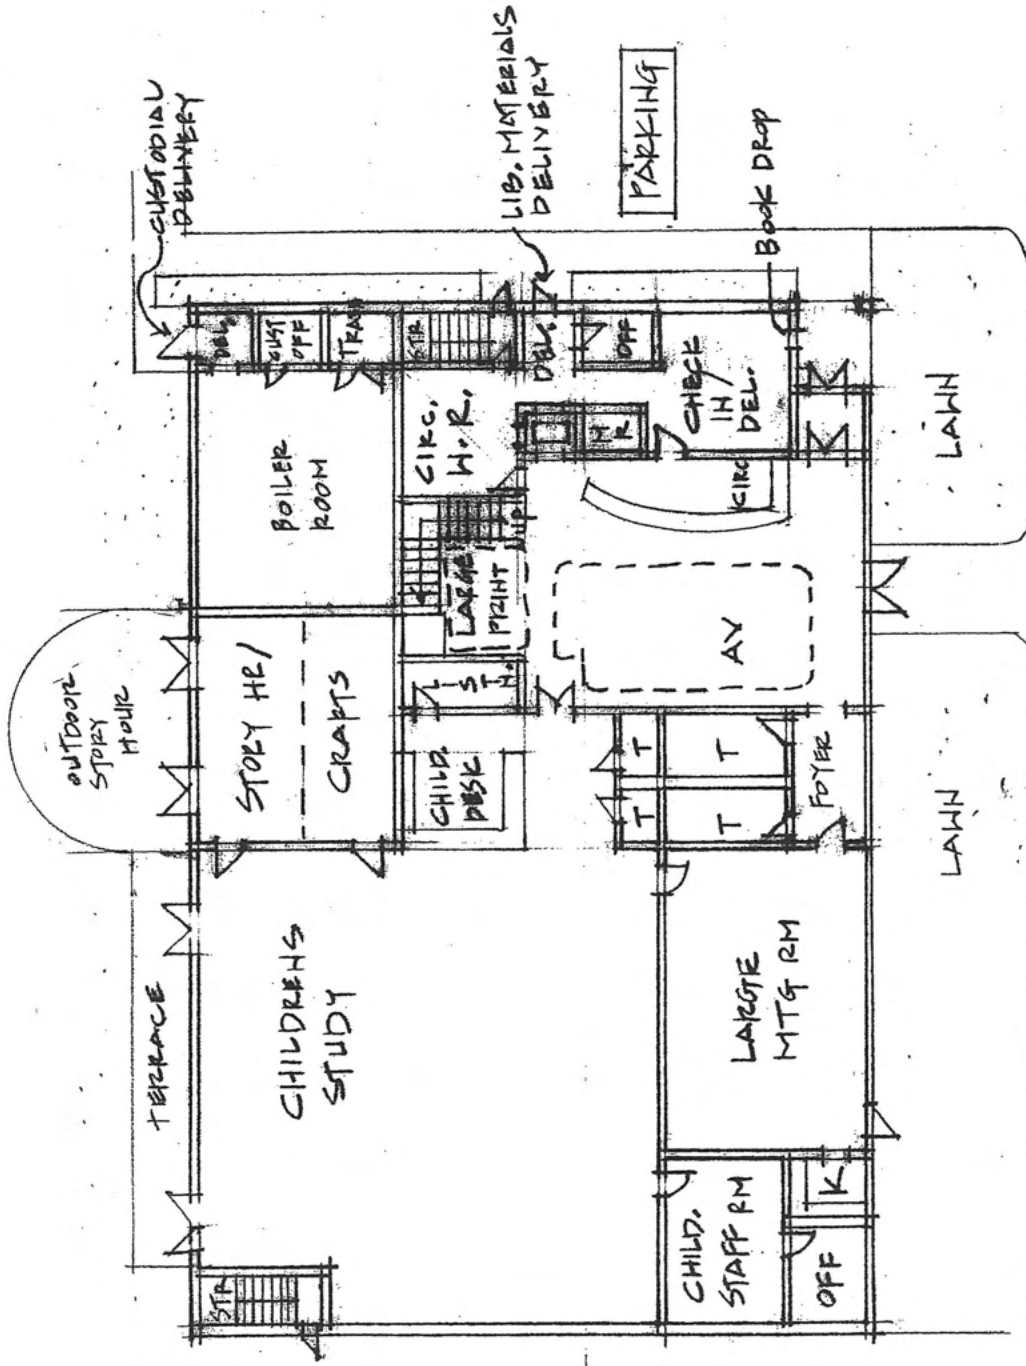 OUTDOOR
STORY
HOUR
TERRACE
CUSTODIAL
DELIVERY
STR
CHILDRENS
STUDY
STORY HR/
CRAFTS
BOILER
ROOM
DEL.
CUST
OFF
CHILD.
DESK
LARGE
PRINT
UP
CIRC.
W.R.
STR
LIB. MATERIALS
DELIVERY
DEL.
OFF
PARKING
T
T
T
T
AV
CIRC
CHECK
IN/
DEL.
BOOK DROP
FOYER
CHILD.
STAFF RM
OFF
K
LARGE
MTG RM
LAWN
LAWN